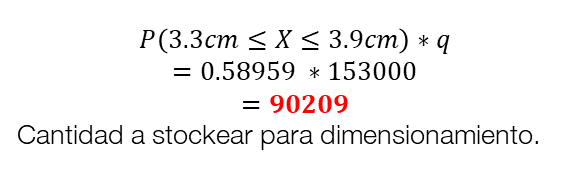 P(3.3cm ≤ X ≤ 3.9cm) * q
= 0.58959 * 153000
= 90209
Cantidad a stockear para dimensionamiento.